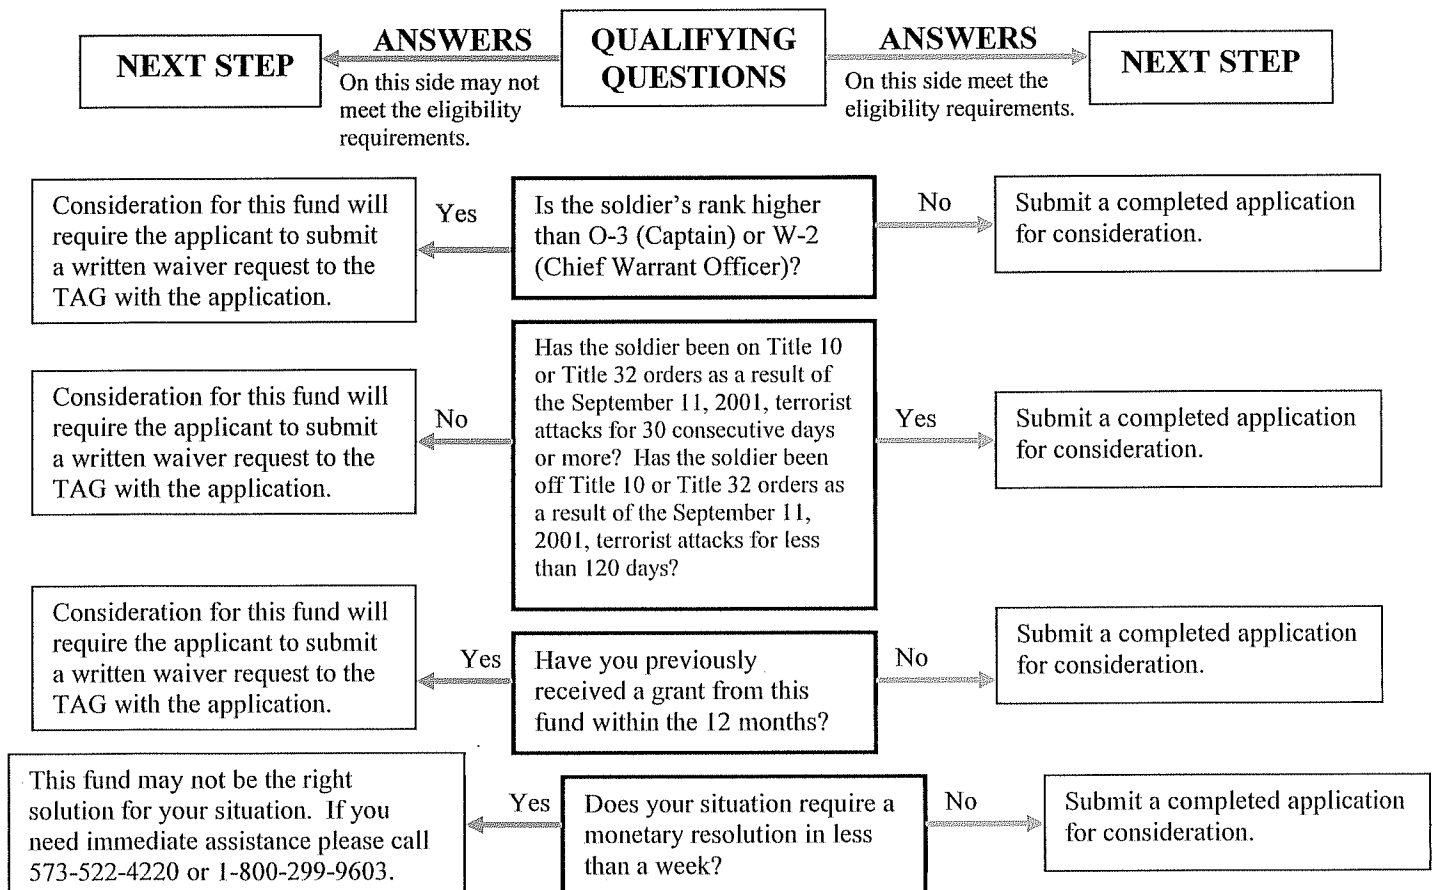 NEXT STEP
ANSWERS
On this side may not
meet the eligibility
requirements.
QUALIFYING
QUESTIONS
ANSWERS
On this side meet the
eligibility requirements.
NEXT STEP
Consideration for this fund will
require the applicant to submit
a written waiver request to the
TAG with the application.
Yes
Is the soldier's rank higher
than O-3 (Captain) or W-2
(Chief Warrant Officer)?
No
Submit a completed application
for consideration.
Consideration for this fund will
require the applicant to submit
a written waiver request to the
TAG with the application.
No
Has the soldier been on Title 10
or Title 32 orders as a result of
the September 11, 2001, terrorist
attacks for 30 consecutive days
or more? Has the soldier been
off Title 10 or Title 32 orders as
a result of the September 11,
2001, terrorist attacks for less
than 120 days?
Yes
Submit a completed application
for consideration.
Consideration for this fund will
require the applicant to submit
a written waiver request to the
TAG with the application.
Yes
Have you previously
received a grant from this
fund within the 12 months?
No
Submit a completed application
for consideration.
This fund may not be the right
solution for your situation. If you
need immediate assistance please call
573-522-4220 or 1-800-299-9603.
Yes
Does your situation require a
monetary resolution in less
than a week?
No
Submit a completed application
for consideration.